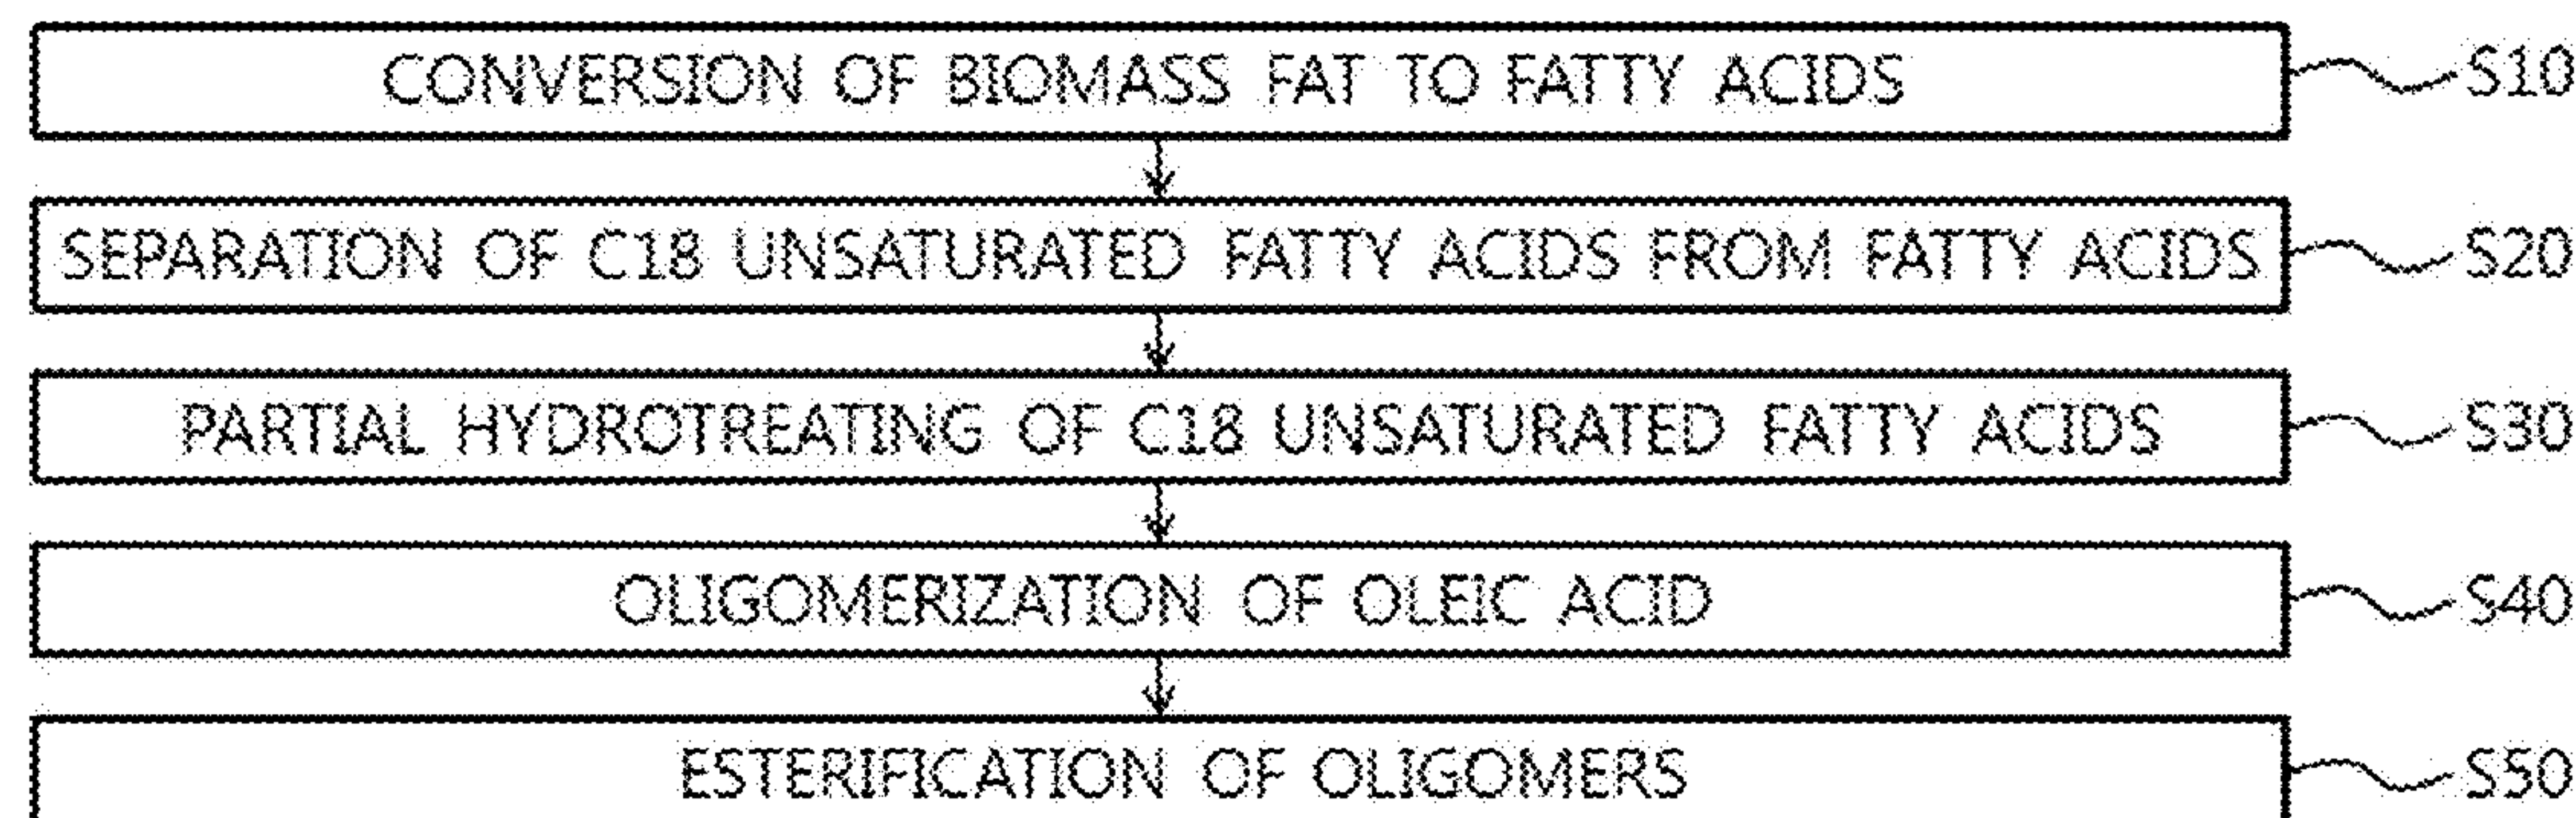 CONVERSION OF BIOMASS FAT TO FATTY ACIDS S10
SEPARATION OF C18 UNSATURATED FATTY ACIDS FROM FATTY ACIDS S20
PARTIAL HYDROTREATING OF C18 UNSATURATED FATTY ACIDS S30
OLIGOMERIZATION OF OLEIC ACID S40
ESTERIFICATION OF OLIGOMERS S50